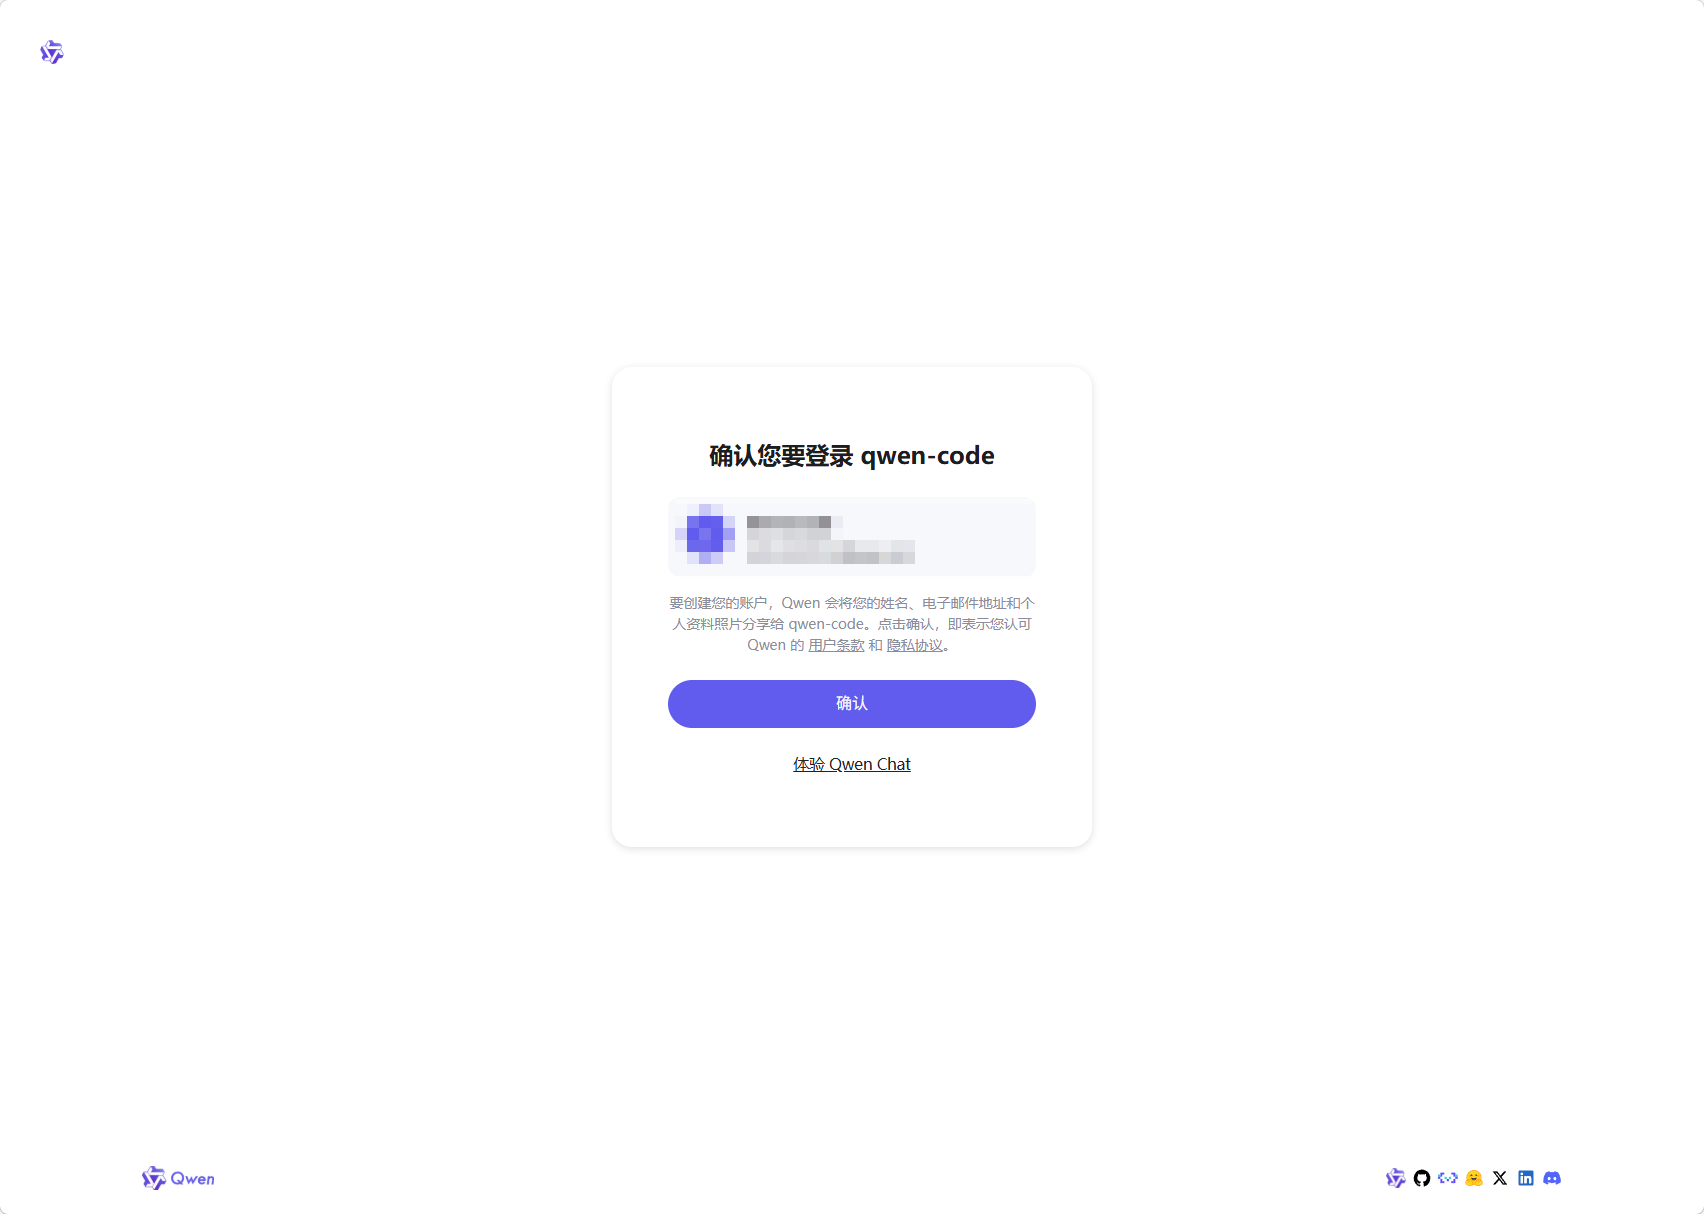 确认您要登录 qwen-code
要创建您的账户，Qwen 会将您的姓名、电子邮件地址和个
人资料照片分享给 qwen-code。点击确认，即表示您认可
Qwen 的 用户条款 和 隐私协议。
确认
体验 Qwen Chat
Qwen